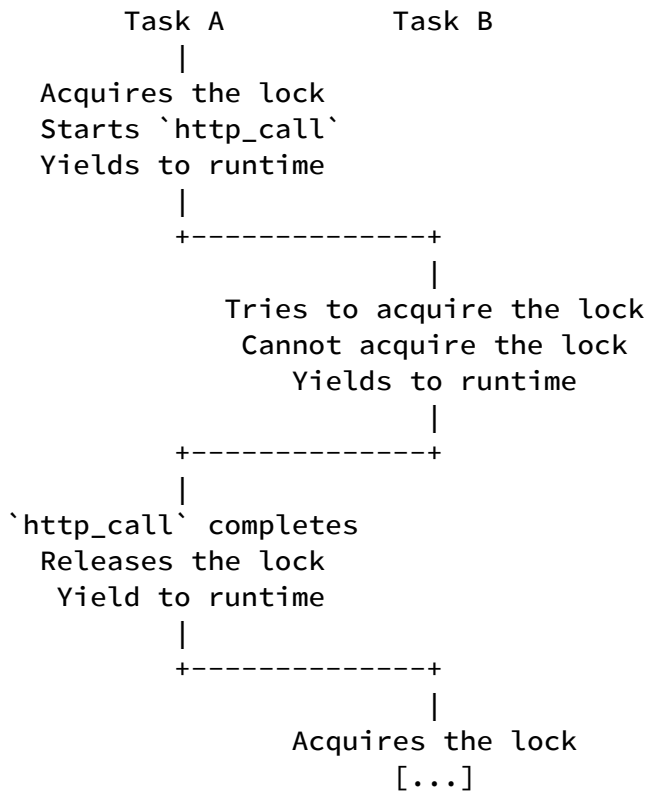 Task A          Task B
|
Acquires the lock
Starts `http_call`
Yields to runtime
|
+--------------+
|
Tries to acquire the lock
Cannot acquire the lock
Yields to runtime
|
+--------------+
|
`http_call` completes
Releases the lock
Yield to runtime
|
+--------------+
|
Acquires the lock
[...]